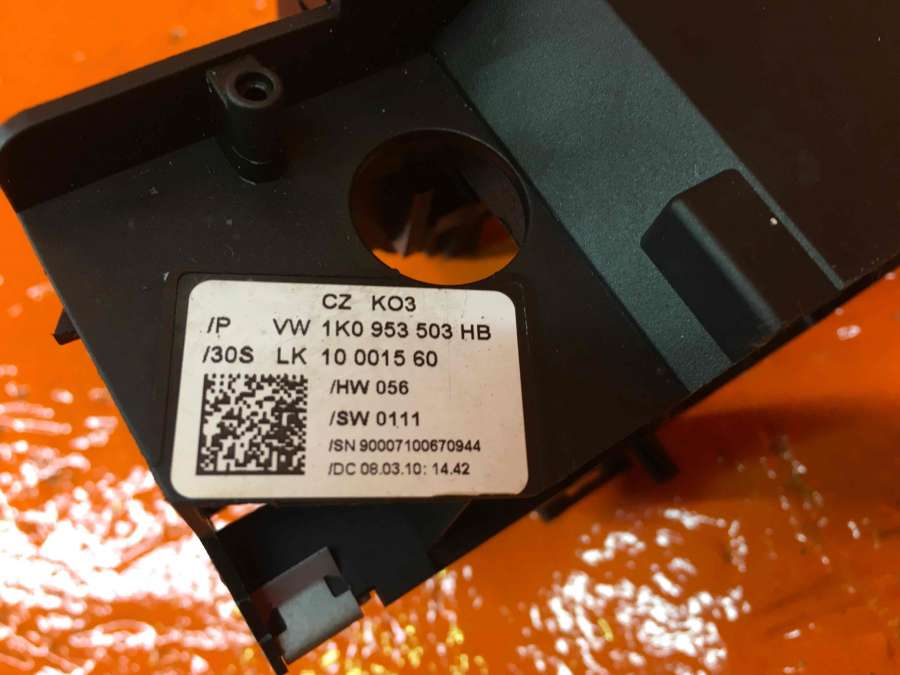 CZ KO3
/P VW 1K0 953 503 HB
/30S LK 10 0015 60
/HW 056
/SW 0111
/SN 90007100670944
/DC 08.03.10: 14.42